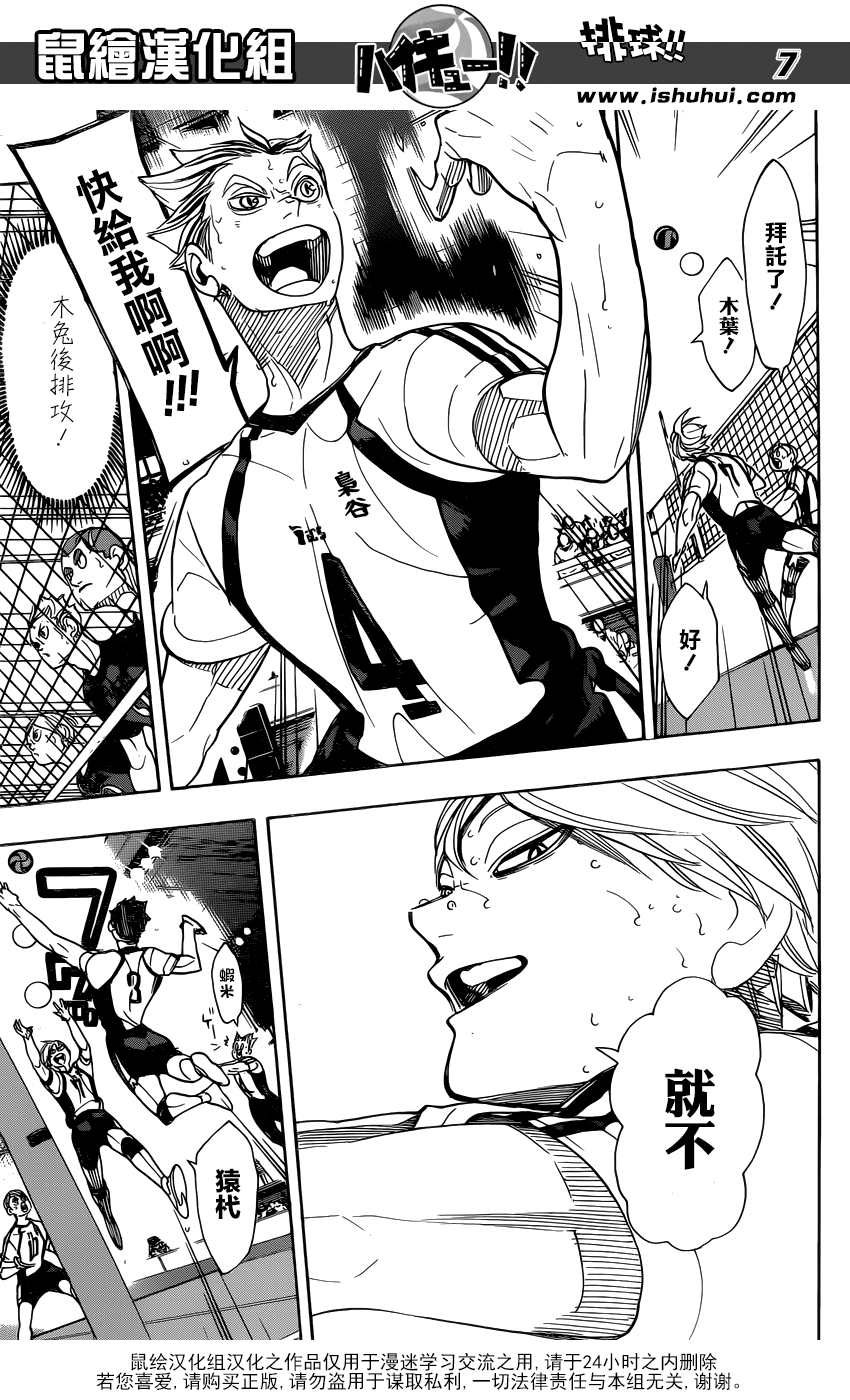 鼠繪漢化組
ハイキュー!!
排球!!
7
www.ishuhui.com
拜託了!
木葉!
好!
快給我啊啊!!!
梟谷
4
木兔後排攻!
7
就不
7
3
蝦米
猿杙
10
鼠绘汉化组汉化之作品仅用于漫迷学习交流之用,请于24小时之内删除
若您喜爱,请购买正版,请勿盗用于谋取私利,一切法律责任与本组无关,谢谢。